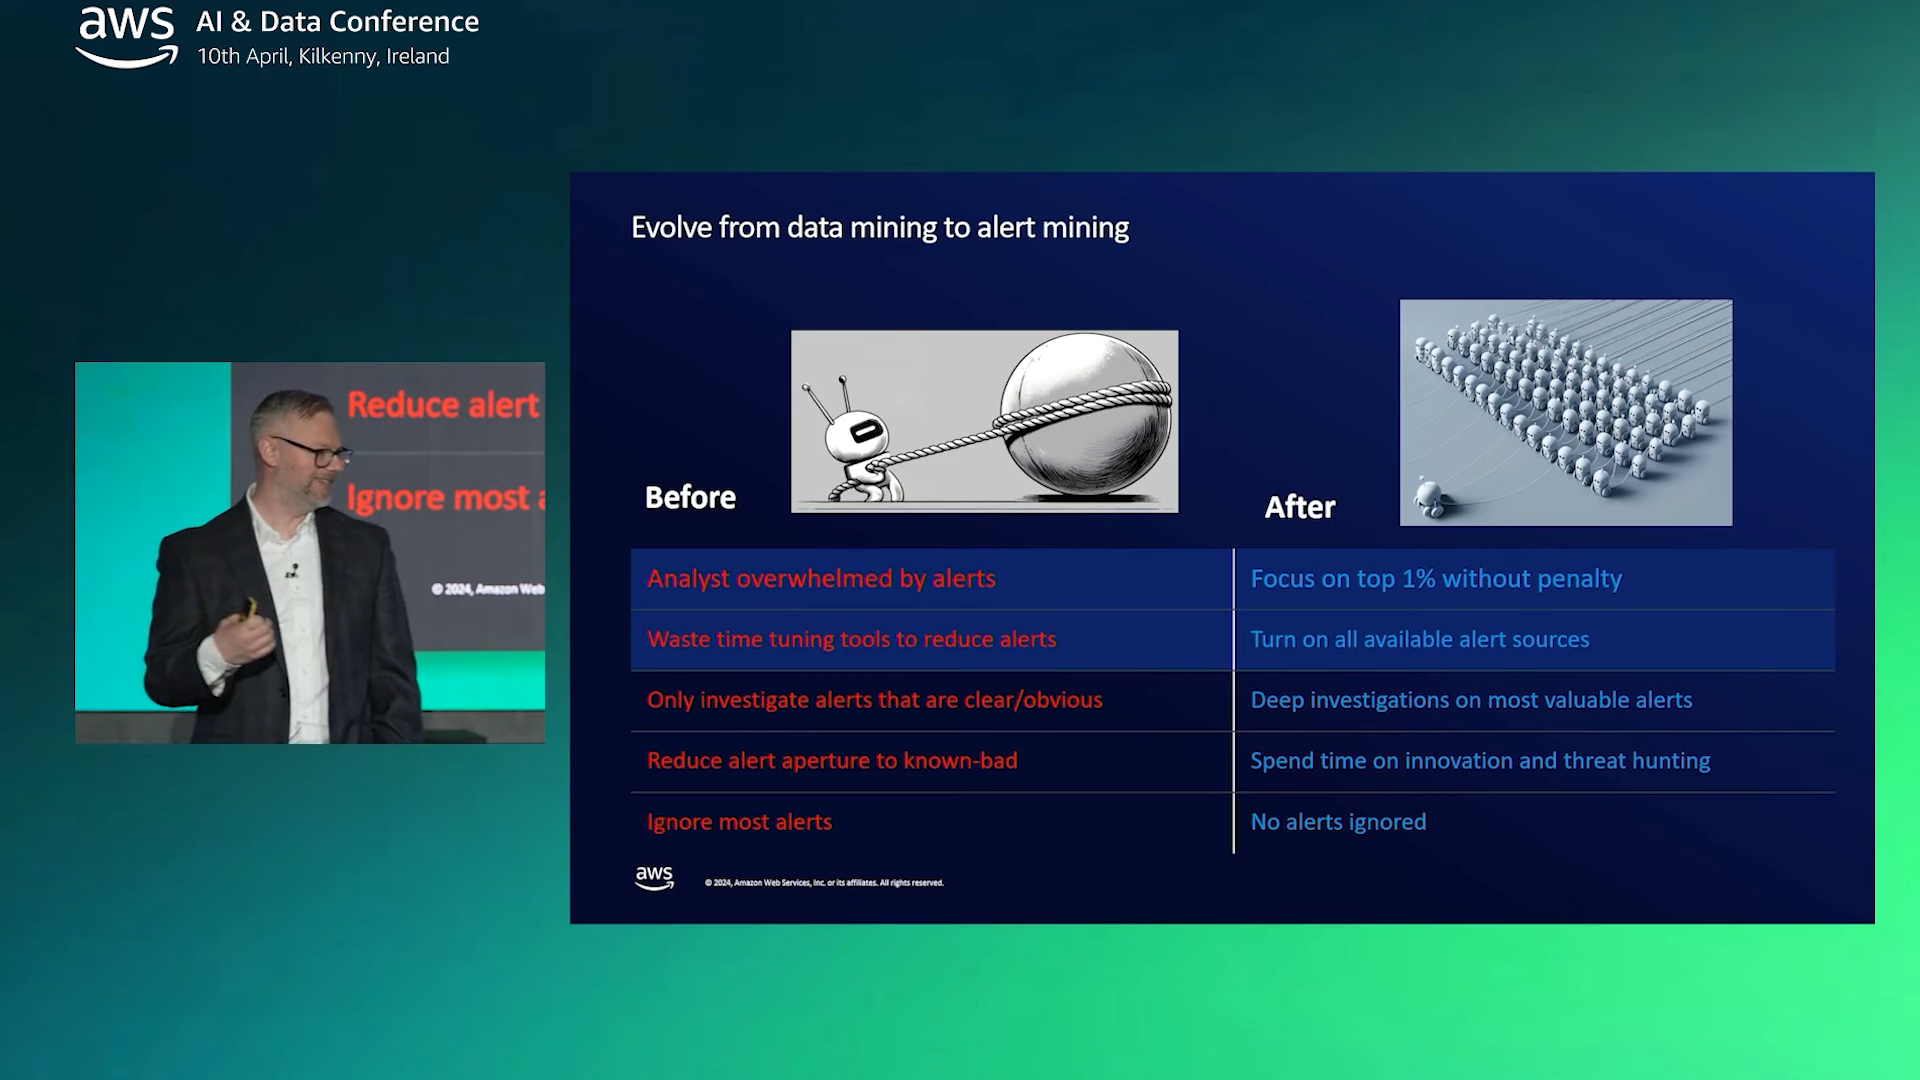 aws
AI & Data Conference
10th April, Kilkenny, Ireland
Reduce alert
Ignore most a
© 2024, Amazon Web
Evolve from data mining to alert mining
Before
After
Analyst overwhelmed by alerts
Focus on top 1% without penalty
Waste time tuning tools to reduce alerts
Turn on all available alert sources
Only investigate alerts that are clear/obvious
Deep investigations on most valuable alerts
Reduce alert aperture to known-bad
Spend time on innovation and threat hunting
Ignore most alerts
No alerts ignored
aws
© 2024, Amazon Web Services, Inc. or its affiliates. All rights reserved.